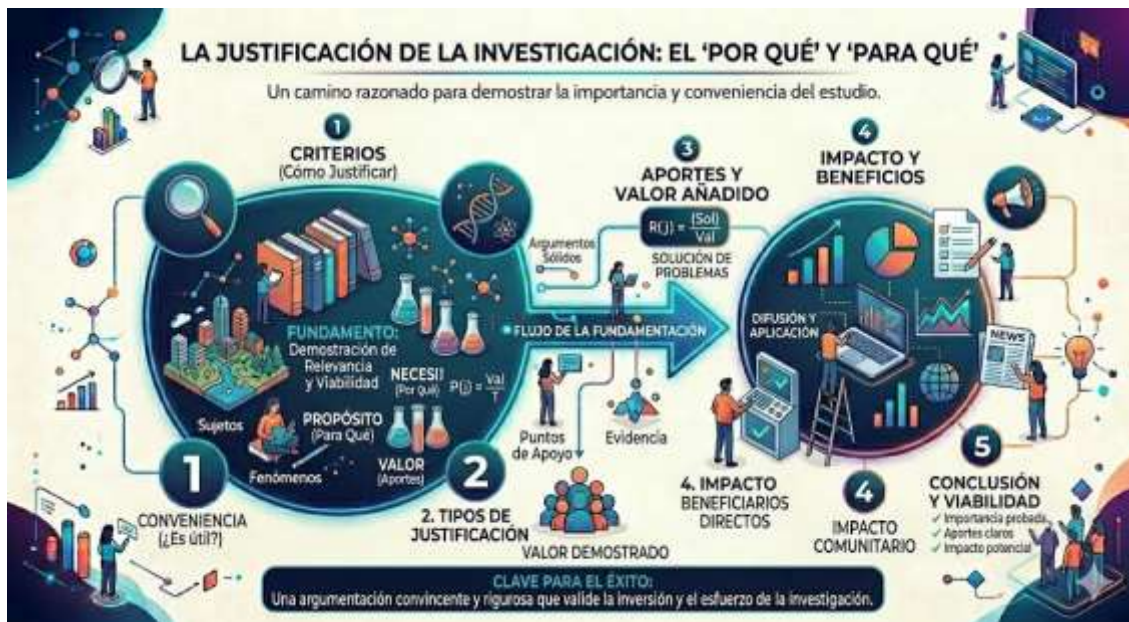 LA JUSTIFICACIÓN DE LA INVESTIGACIÓN: EL 'POR QUÉ' Y 'PARA QUÉ'
Un camino razonado para demostrar la importancia y conveniencia del estudio.
1
CRITERIOS
(Cómo Justificar)
FUNDAMENTO:
Demostración de
Relevancia
y Viabilidad
NECESI!
(Por qué)
P(j) = Val
T
PROPÓSITO
(Para Qué)
VALOR
(Aportes)
Sujetos
Fenómenos
1
CONVENIENCIA
(¿Es útil?)
2
2. TIPOS DE
JUSTIFICACIÓN
3
APORTES Y
VALOR AÑADIDO
R(j) = (Sol)
Val
SOLUCIÓN DE
PROBLEMAS
Argumentos
Sólidos
FLUJO DE LA FUNDAMENTACIÓN
Puntos
de Apoyo
Evidencia
VALOR DEMOSTRADO
4
IMPACTO Y
BENEFICIOS
DIFUSIÓN Y
APLICACIÓN
NEWS
4. IMPACTO
BENEFICIARIOS
DIRECTOS
4
IMPACTO
COMUNITARIO
5
CONCLUSIÓN
Y VIABILIDAD
✓ Importancia probada
✓ Aportes claros
✓ Impacto potencial
CLAVE PARA EL ÉXITO:
Una argumentación convincente y rigurosa que valide la inversión y el esfuerzo de la investigación.